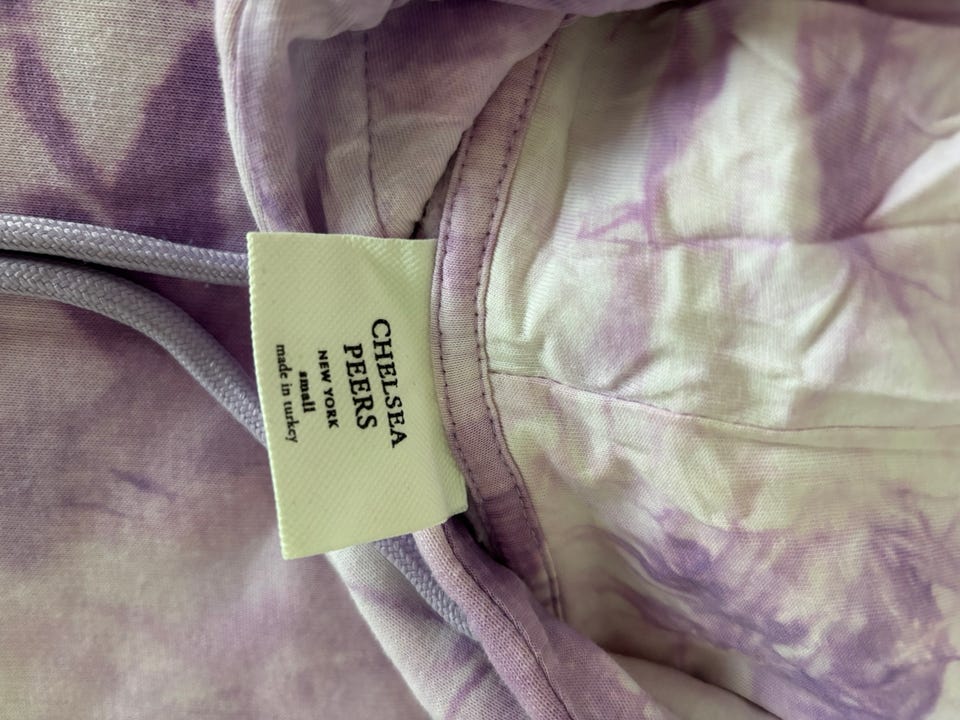 CHELSEA
PEERS
NEW YORK
small
made in turkey